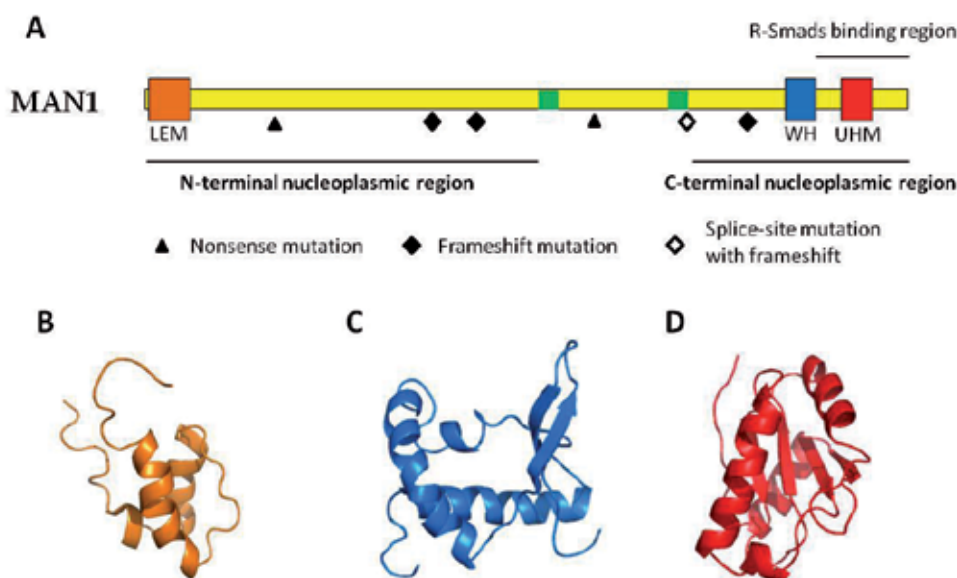 A
R-Smads binding region
MAN1
LEM
WH
UHM
N-terminal nucleoplasmic region
C-terminal nucleoplasmic region
Nonsense mutation
Frameshift mutation
Splice-site mutation
with frameshift
B
C
D